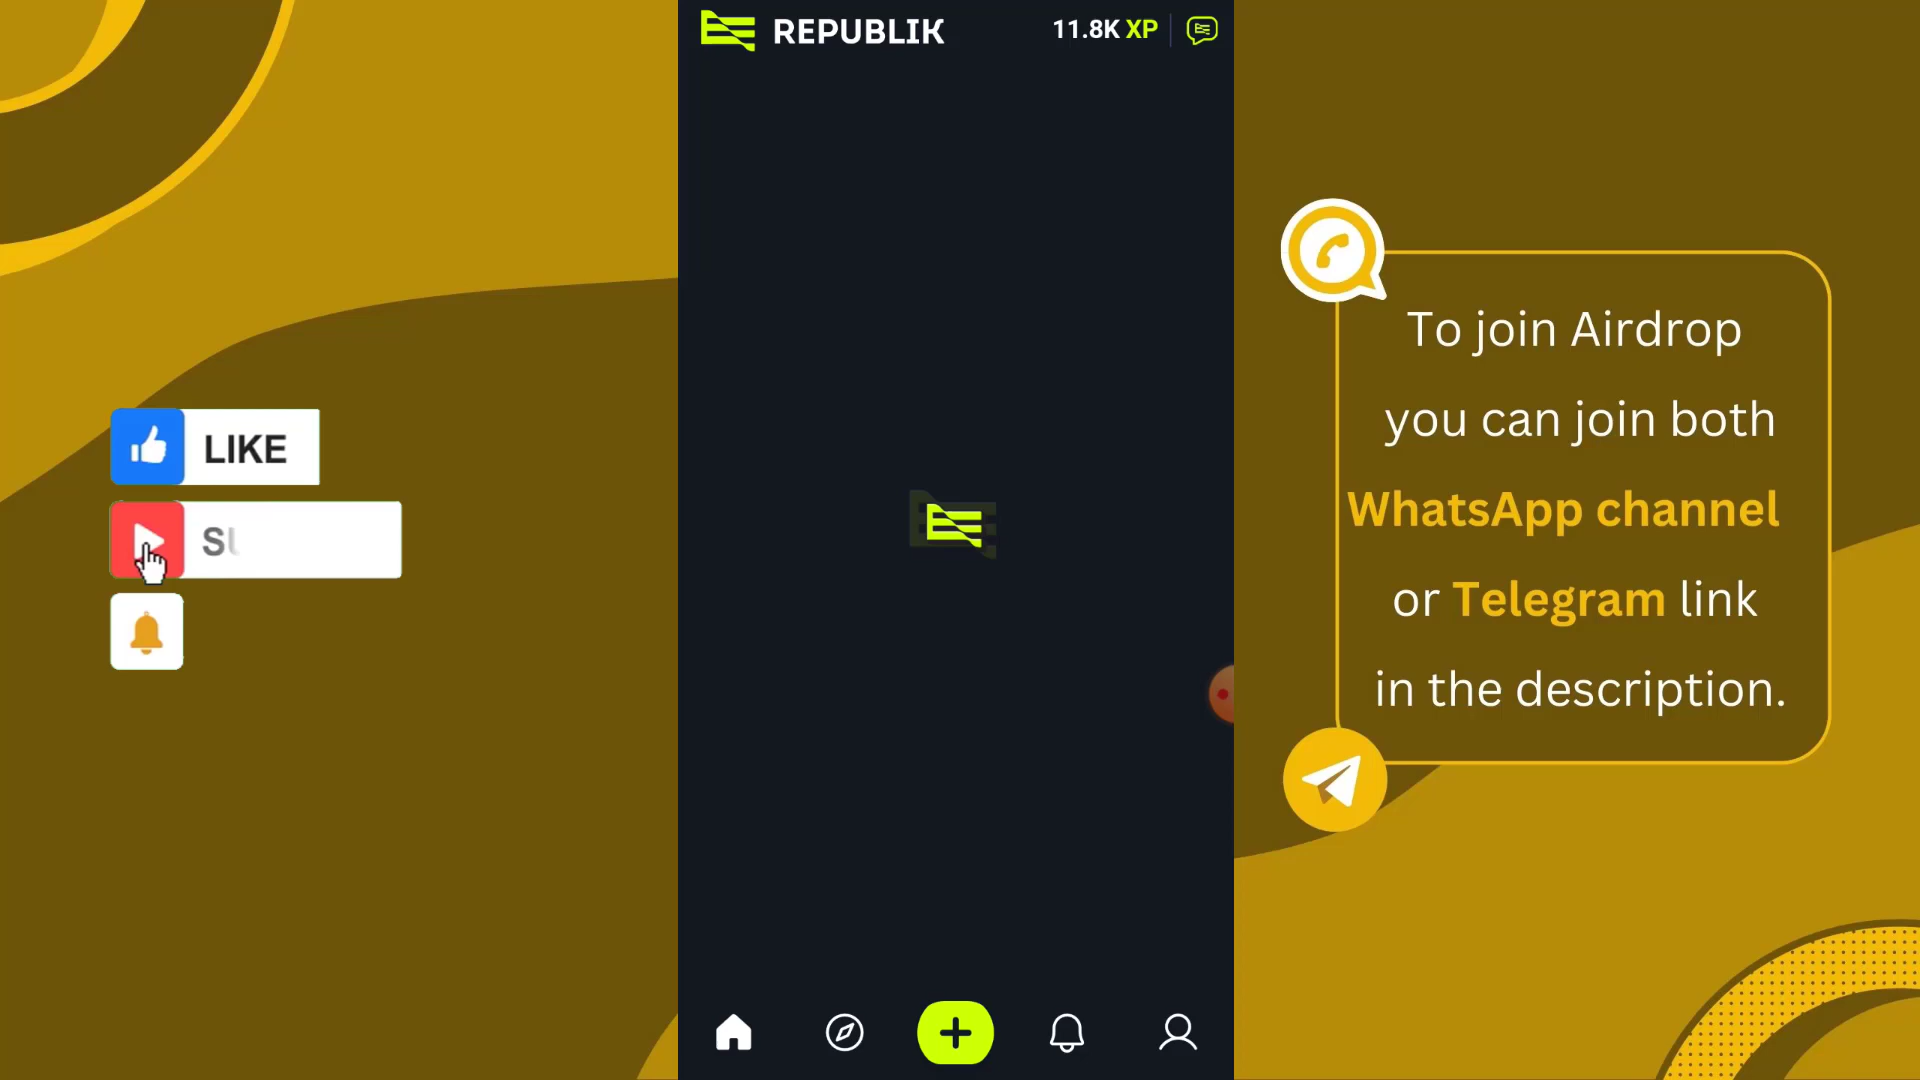 REPUBLIK
11.8K XP
LIKE
To join Airdrop
you can join both
WhatsApp channel
or Telegram link
in the description.